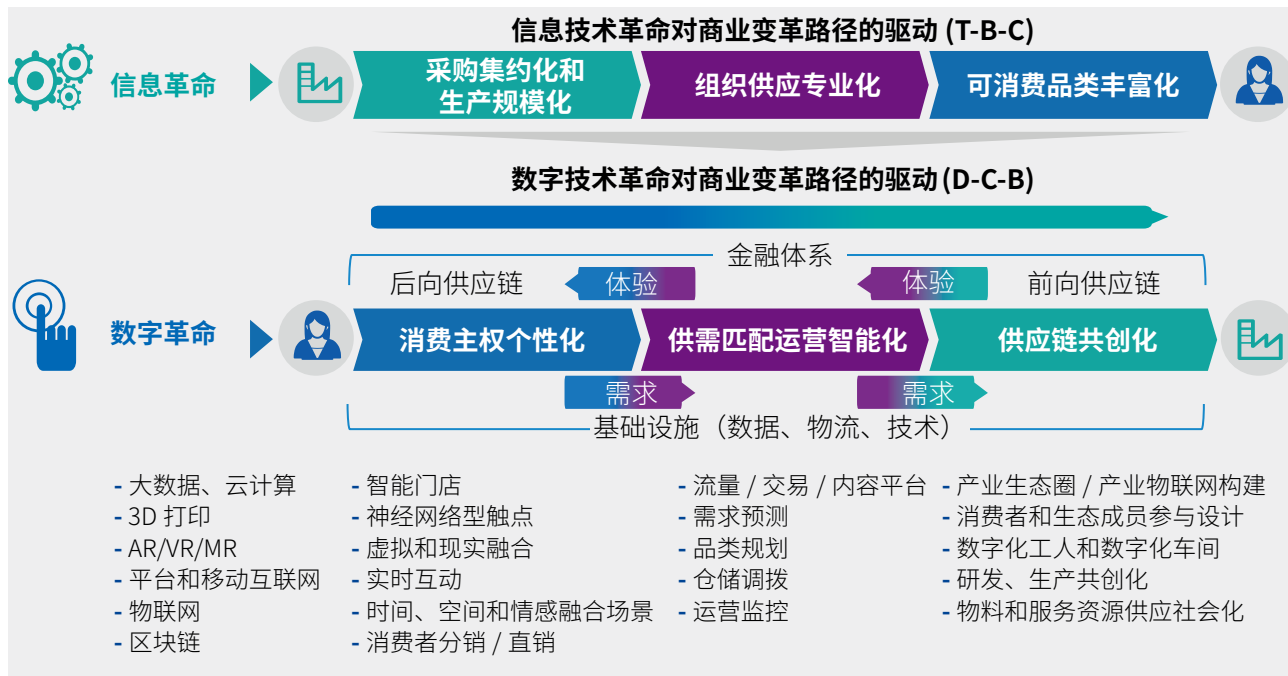 信息技术革命对商业变革路径的驱动 (T-B-C)
信息革命
采购集约化和
生产规模化
组织供应专业化
可消费品类丰富化
数字技术革命对商业变革路径的驱动 (D-C-B)
金融体系
后向供应链
体验
体验
前向供应链
数字革命
消费主权个性化
供需匹配运营智能化
供应链共创化
需求
需求
基础设施（数据、物流、技术）
- 大数据、云计算
- 3D 打印
- AR/VR/MR
- 平台和移动互联网
- 物联网
- 区块链
- 智能门店
- 神经网络型触点
- 虚拟和现实融合
- 实时互动
- 时间、空间和情感融合场景
- 消费者分销 / 直销
- 流量 / 交易 / 内容平台
- 需求预测
- 品类规划
- 仓储调拨
- 运营监控
- 产业生态圈 / 产业物联网构建
- 消费者和生态成员参与设计
- 数字化工人和数字化车间
- 研发、生产共创化
- 物料和服务资源供应社会化